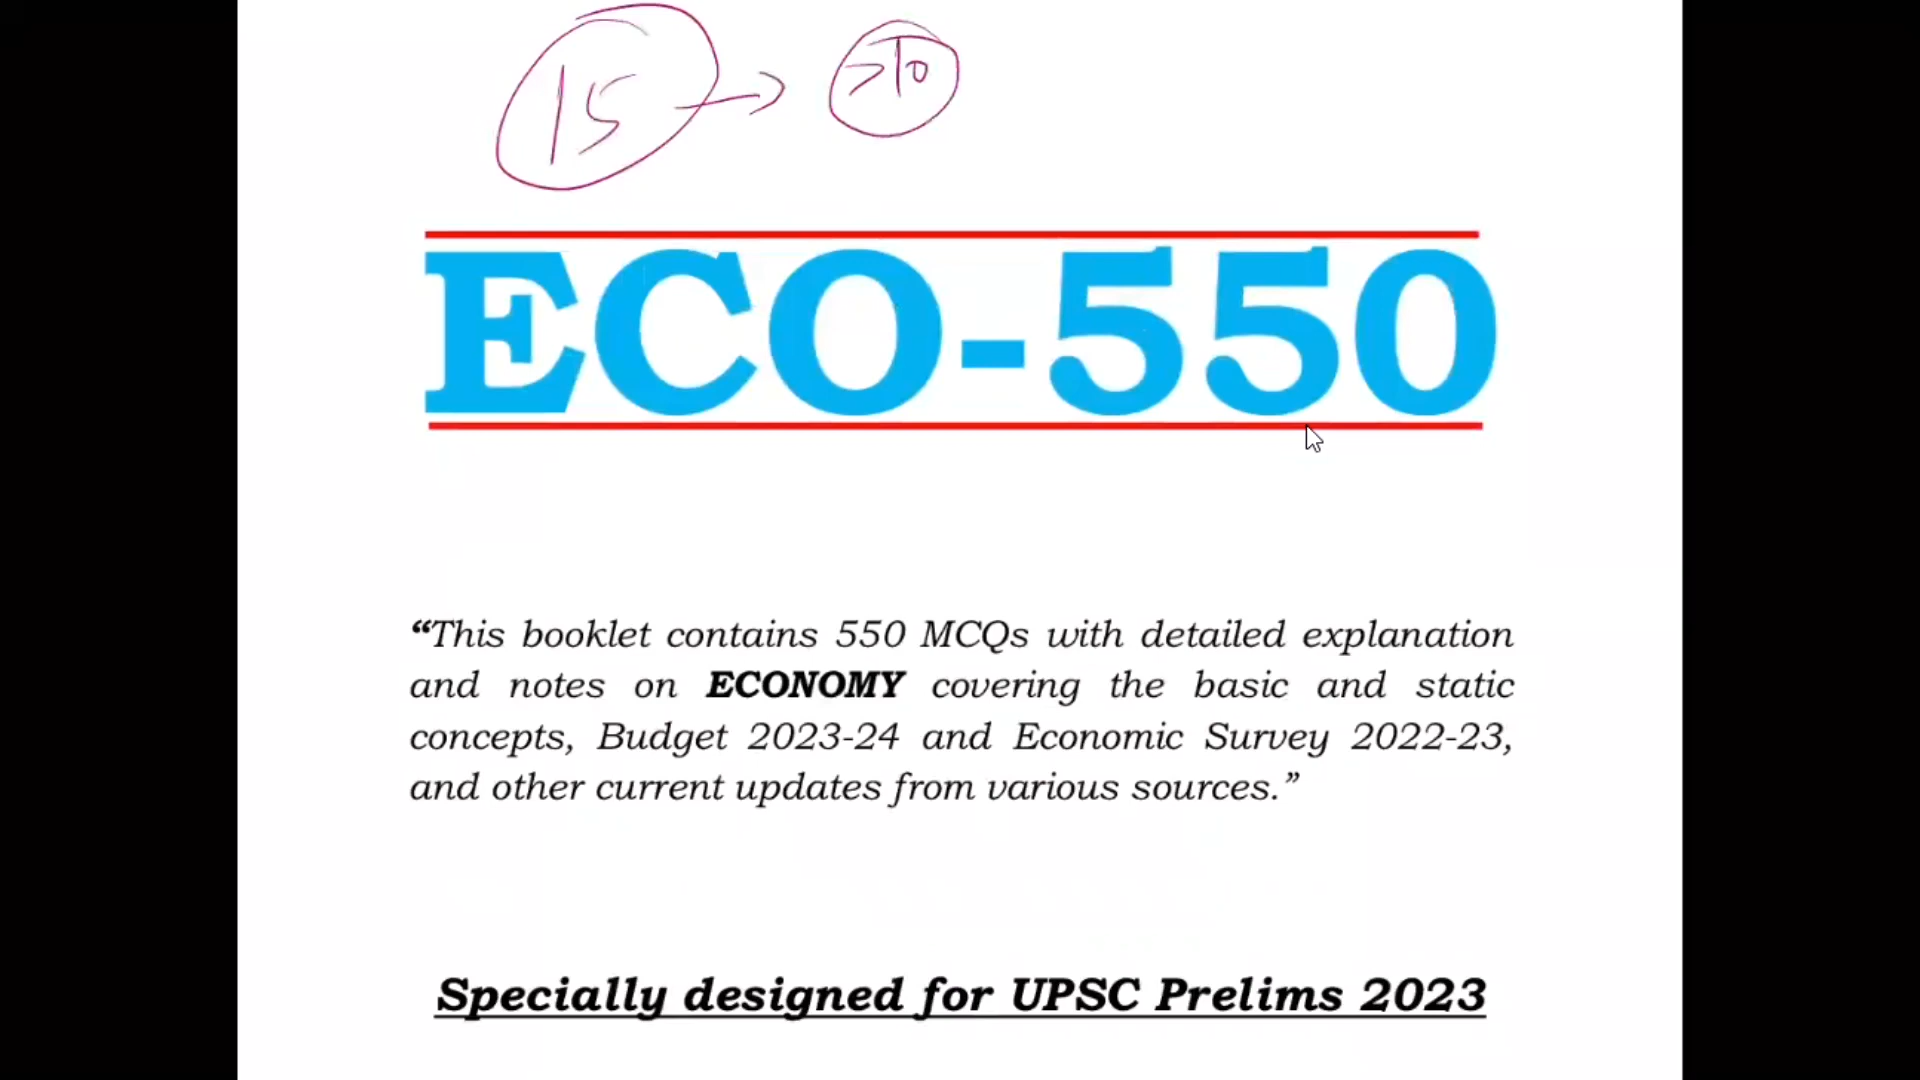 15 → >10
ECO-550
“This booklet contains 550 MCQs with detailed explanation
and notes on ECONOMY covering the basic and static
concepts, Budget 2023-24 and Economic Survey 2022-23,
and other current updates from various sources.”
Specially designed for UPSC Prelims 2023